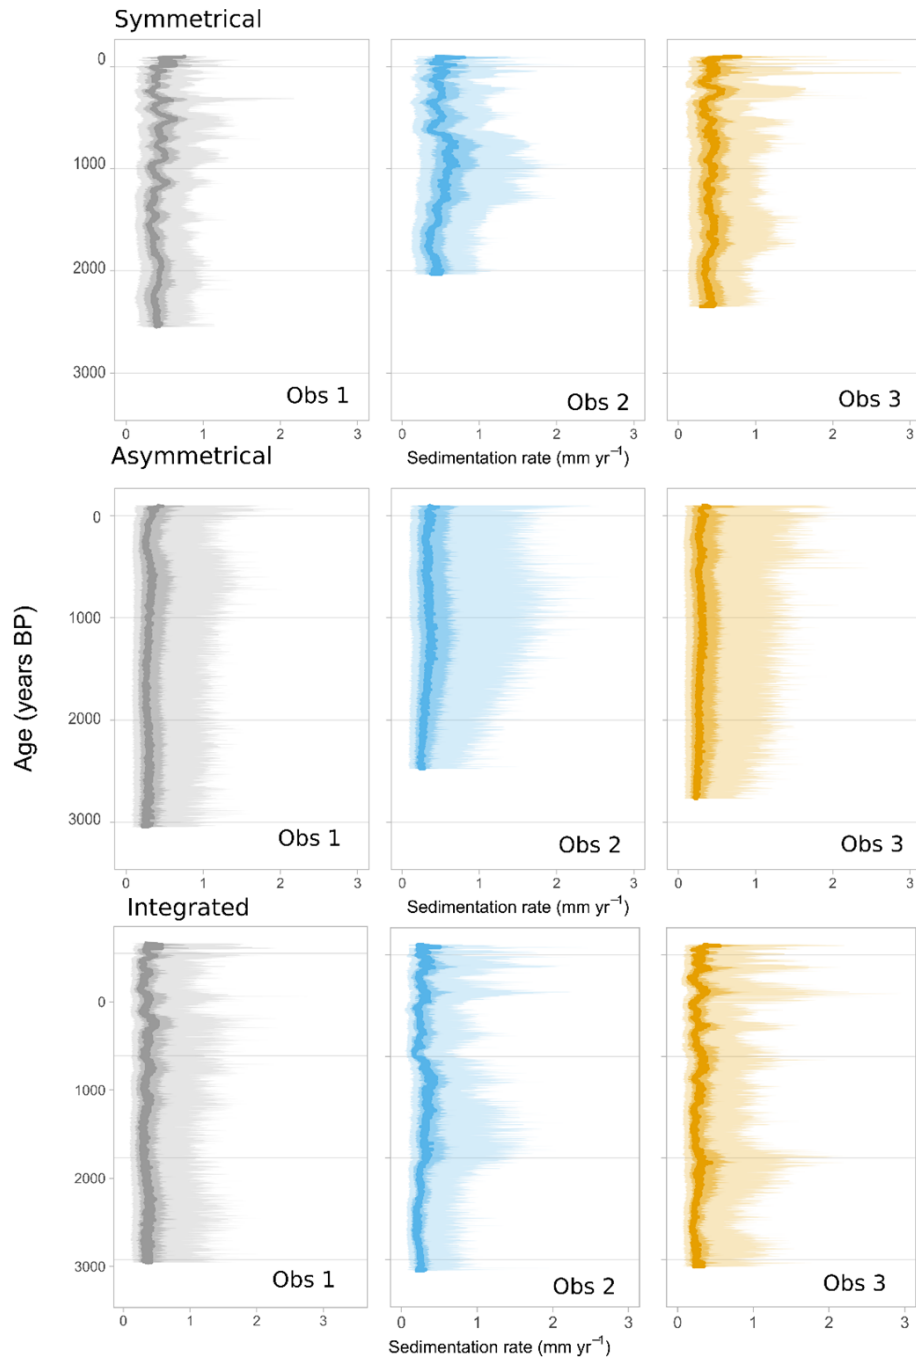 Symmetrical
0
1000
2000
3000
Obs 1
Obs 2
Obs 3
0 1 2 3
0 1 2 3
0 1 2 3
Sedimentation rate (mm yr⁻¹)
Asymmetrical
Age (years BP)
0
1000
2000
3000
Obs 1
Obs 2
Obs 3
0 1 2 3
0 1 2 3
0 1 2 3
Sedimentation rate (mm yr⁻¹)
Integrated
0
1000
2000
3000
Obs 1
Obs 2
Obs 3
0 1 2 3
0 1 2 3
0 1 2 3
Sedimentation rate (mm yr⁻¹)